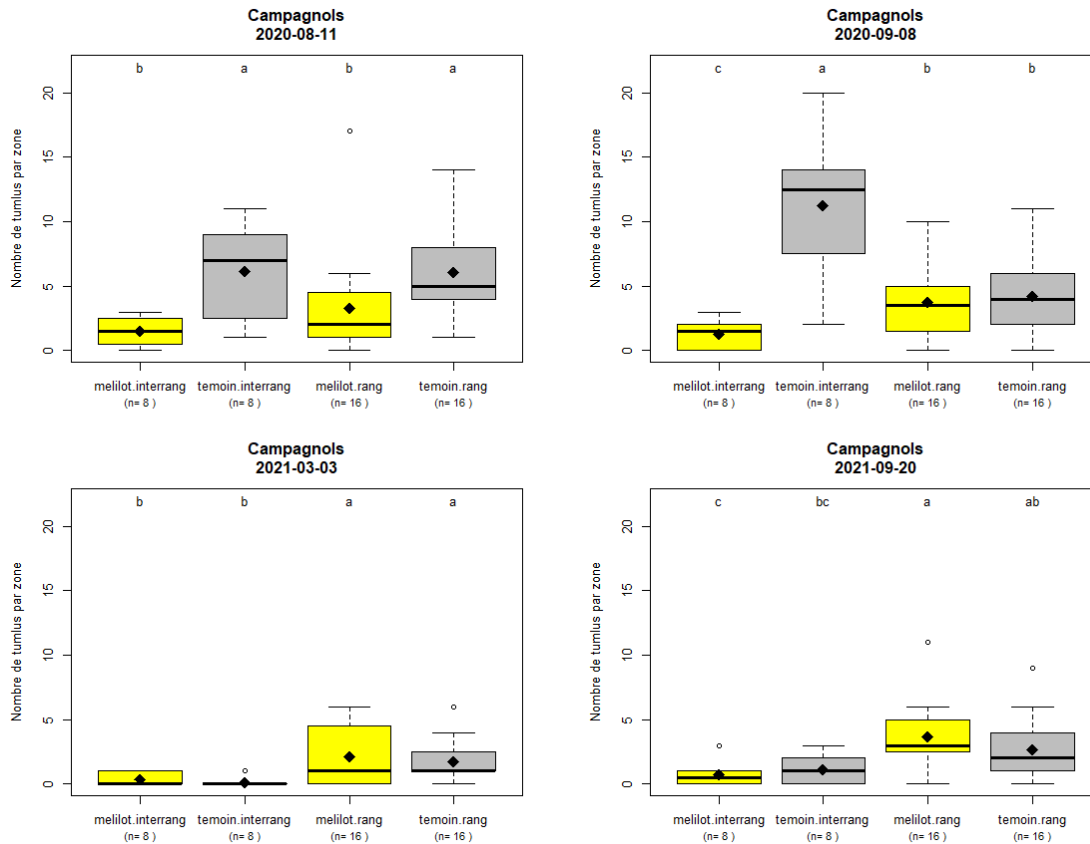 Campagnols
2020-08-11
b a b a
Nombre de tumlus par zone
20
15
10
5
0
melilot.interrang temoin.interrang melilot.rang temoin.rang
(n= 8 ) (n= 8 ) (n= 16 ) (n= 16 )
Campagnols
2020-09-08
c a b b
Nombre de tumlus par zone
20
15
10
5
0
melilot.interrang temoin.interrang melilot.rang temoin.rang
(n= 8 ) (n= 8 ) (n= 16 ) (n= 16 )
Campagnols
2021-03-03
b b a a
Nombre de tumlus par zone
20
15
10
5
0
melilot.interrang temoin.interrang melilot.rang temoin.rang
(n= 8 ) (n= 8 ) (n= 16 ) (n= 16 )
Campagnols
2021-09-20
c bc a ab
Nombre de tumlus par zone
20
15
10
5
0
melilot.interrang temoin.interrang melilot.rang temoin.rang
(n= 8 ) (n= 8 ) (n= 16 ) (n= 16 )